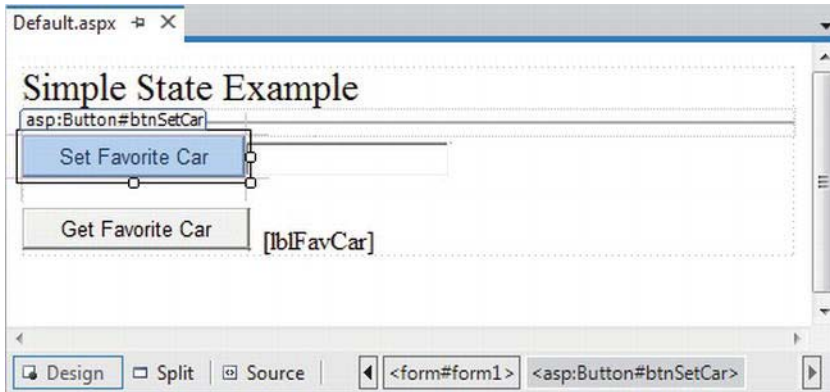 Default.aspx
Simple State Example
asp:Button#btnSetCar
Set Favorite Car
Get Favorite Car
[lblFavCar]
Design
Split
Source
<form#form1>
<asp:Button#btnSetCar>